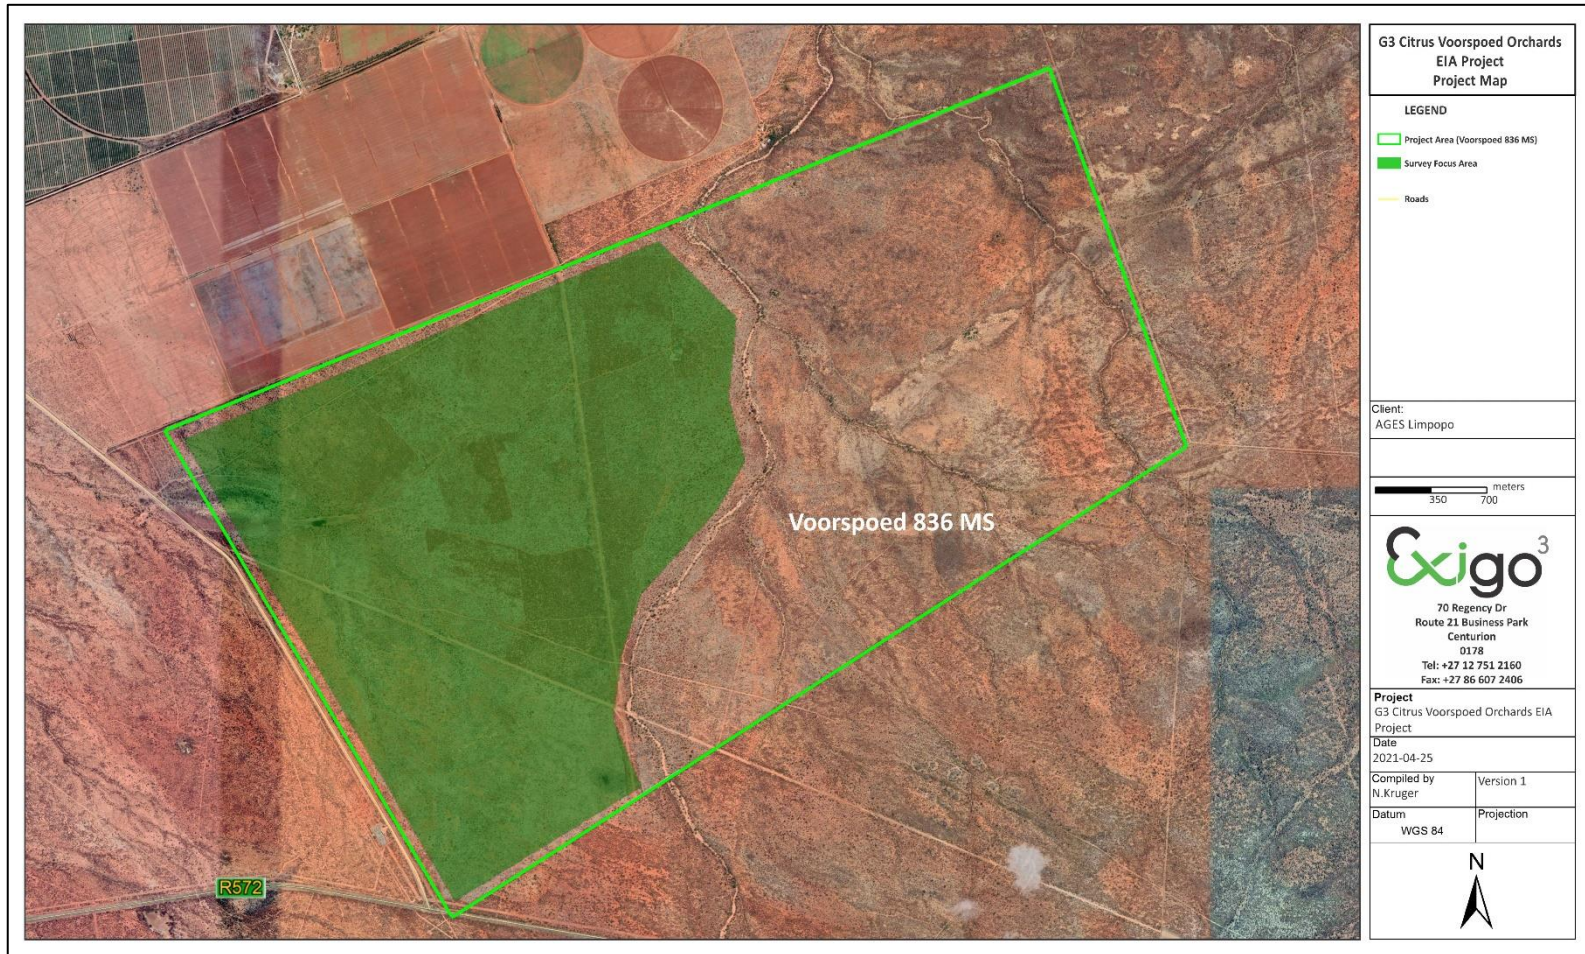 G3 Citrus Voorspoed Orchards
EIA Project
Project Map
LEGEND
Project Area (Voorspoed 836 MS)
Survey Focus Area
Roads
Client:
AGES Limpopo
meters
350 700
Exigo3
70 Regency Dr
Route 21 Business Park
Centurion
0178
Tel: +27 12 751 2160
Fax: +27 86 607 2406
Project
G3 Citrus Voorspoed Orchards EIA
Project
Date
2021-04-25
Compiled by
N.Kruger
Version 1
Datum
WGS 84
Projection
N
Voorspoed 836 MS
R572